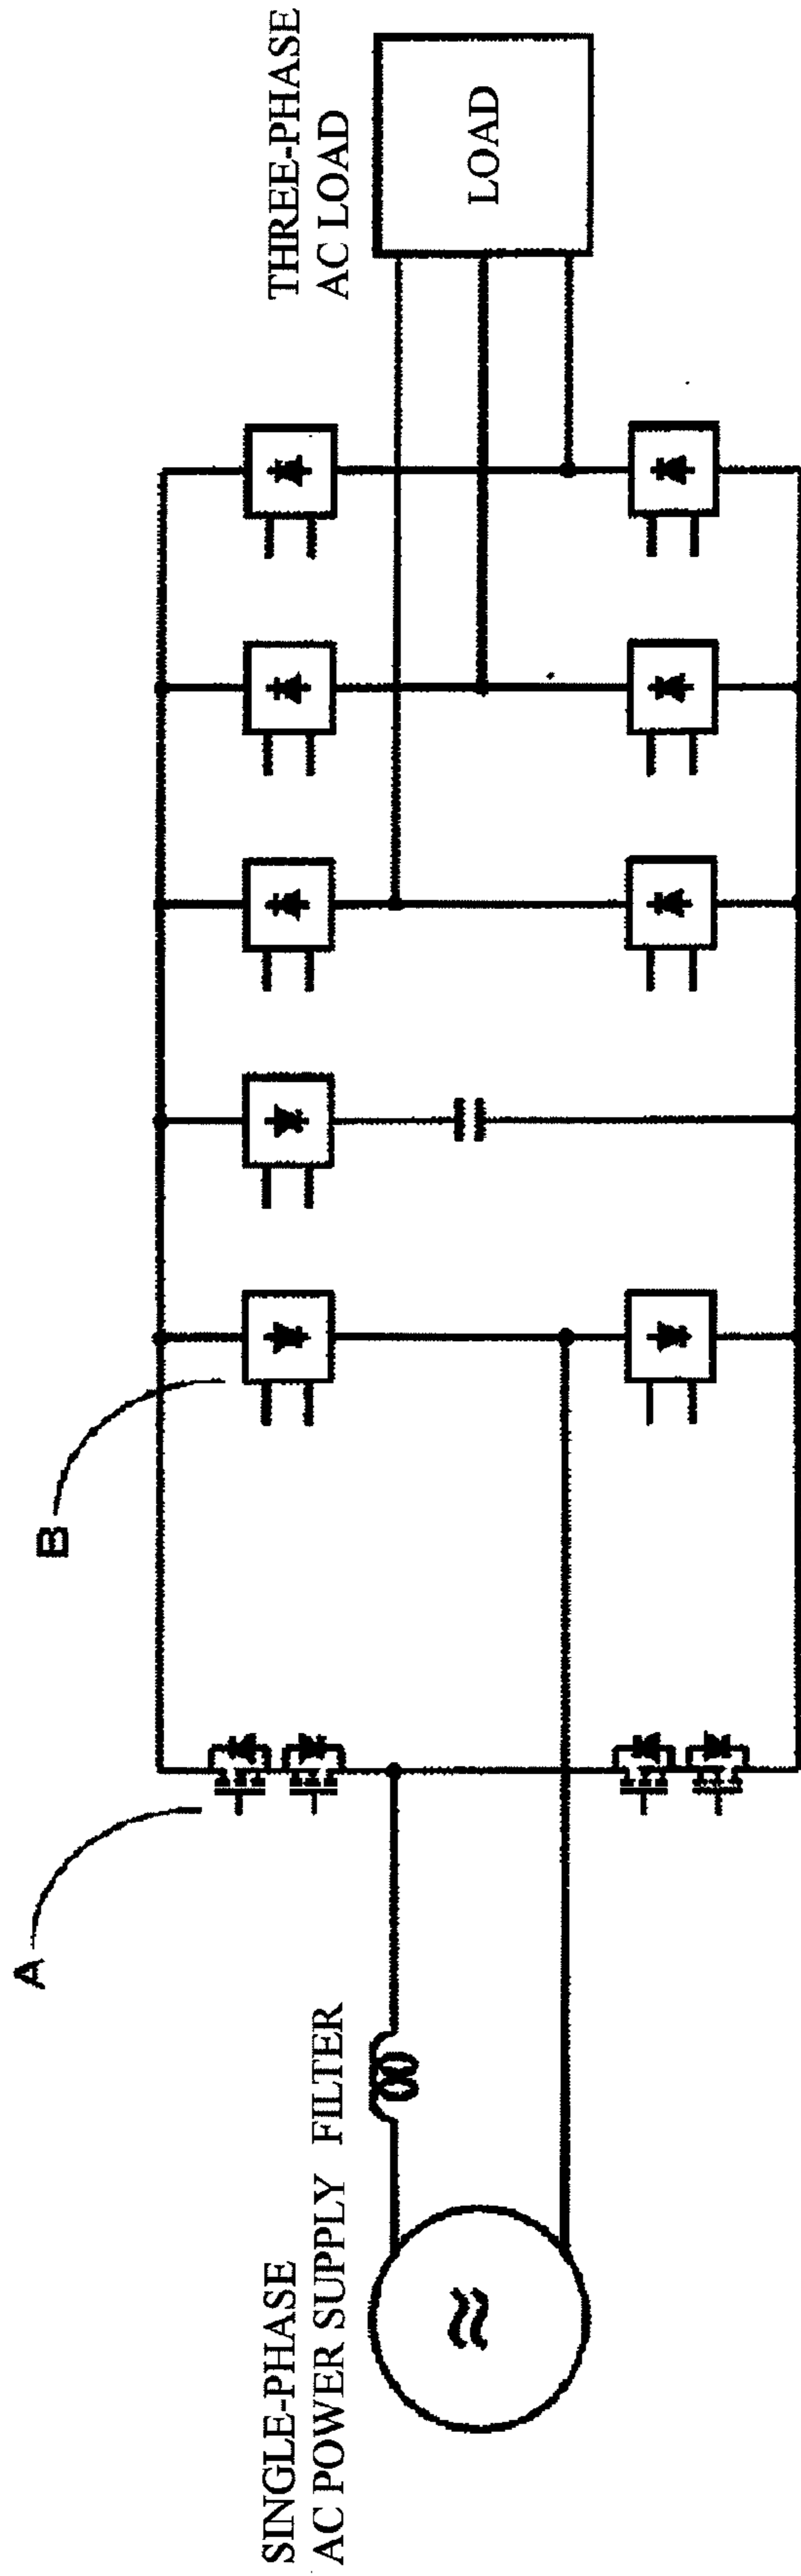 SINGLE-PHASE
AC POWER SUPPLY
FILTER
A
B
THREE-PHASE
AC LOAD
LOAD